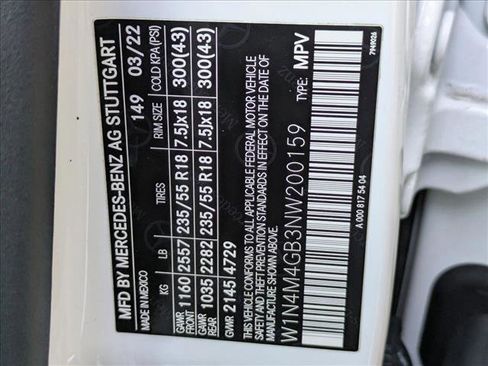 MFD BY MERCEDES-BENZ AG STUTTGART
MADE IN MEXICO 149 03/22
KG LB RIM SIZE COLD KPA (PSI)
GAWR FRONT 1160 2557 235/55 R18 7.5Jx18 300(43)
GAWR REAR 1035 2282 235/55 R18 7.5Jx18 300(43)
GVWR 2145 4729
THIS VEHICLE CONFORMS TO ALL APPLICABLE FEDERAL MOTOR VEHICLE
SAFETY AND THEFT PREVENTION STANDARDS IN EFFECT ON THE DATE OF
MANUFACTURE SHOWN ABOVE.
W1N4M4GB3NW200159 TYPE: MPV
A 000 817 54 04
7949026